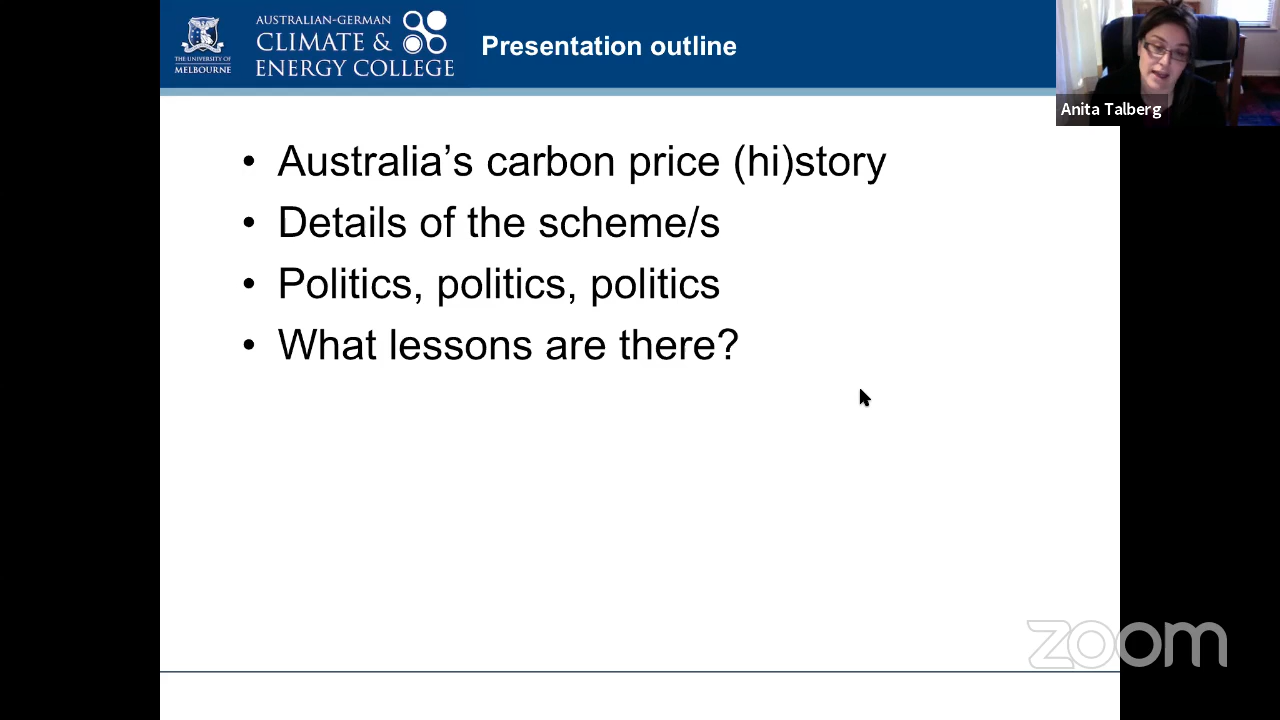 THE UNIVERSITY OF
MELBOURNE
AUSTRALIAN-GERMAN
CLIMATE &
ENERGY COLLEGE
Presentation outline
Anita Talberg
• Australia’s carbon price (hi)story
• Details of the scheme/s
• Politics, politics, politics
• What lessons are there?
zoom